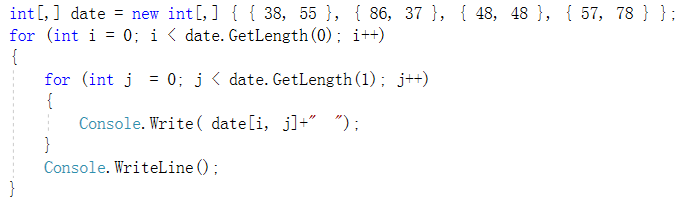 int[,] date = new int[,] { { 38, 55 }, { 86, 37 }, { 48, 48 }, { 57, 78 } };
for (int i = 0; i < date.GetLength(0); i++)
{
    for (int j  = 0; j < date.GetLength(1); j++)
    {
        Console.Write( date[i, j]+"  ");
    }
    Console.WriteLine();
}